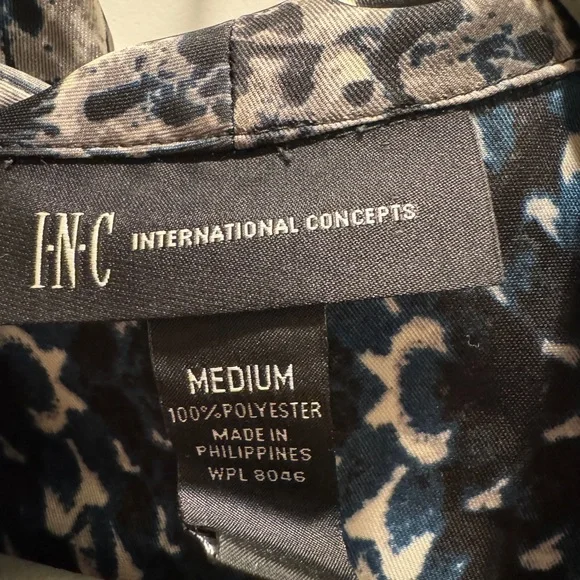 I·N·C INTERNATIONAL CONCEPTS
MEDIUM
100%POLYESTER
MADE IN
PHILIPPINES
WPL 8046